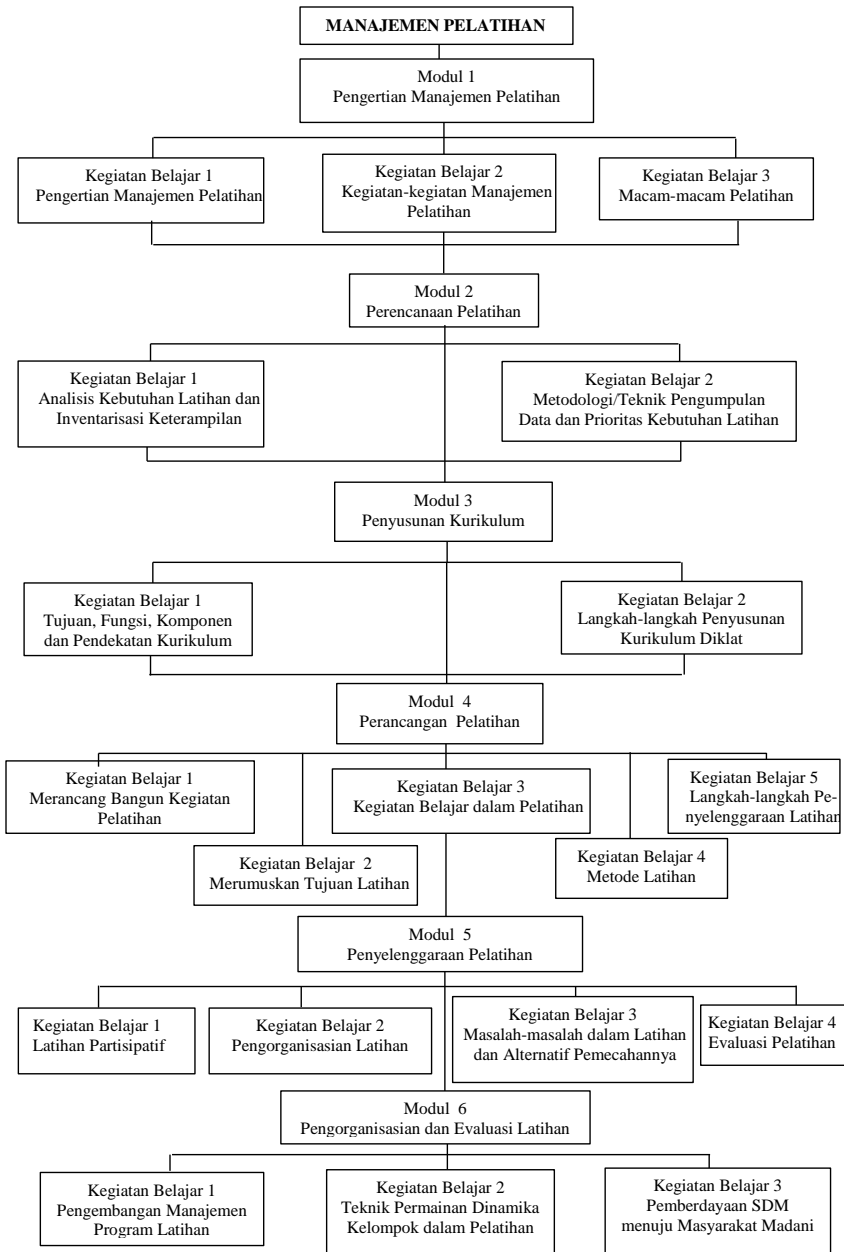 MANAJEMEN PELATIHAN
Modul 1
Pengertian Manajemen Pelatihan
Kegiatan Belajar 1
Pengertian Manajemen Pelatihan
Kegiatan Belajar 2
Kegiatan-kegiatan Manajemen
Pelatihan
Kegiatan Belajar 3
Macam-macam Pelatihan
Modul 2
Perencanaan Pelatihan
Kegiatan Belajar 1
Analisis Kebutuhan Latihan dan
Inventarisasi Keterampilan
Kegiatan Belajar 2
Metodologi/Teknik Pengumpulan
Data dan Prioritas Kebutuhan Latihan
Modul 3
Penyusunan Kurikulum
Kegiatan Belajar 1
Tujuan, Fungsi, Komponen
dan Pendekatan Kurikulum
Kegiatan Belajar 2
Langkah-langkah Penyusunan
Kurikulum Diklat
Modul 4
Perancangan Pelatihan
Kegiatan Belajar 1
Merancang Bangun Kegiatan
Pelatihan
Kegiatan Belajar 2
Merumuskan Tujuan Latihan
Kegiatan Belajar 3
Kegiatan Belajar dalam Pelatihan
Kegiatan Belajar 4
Metode Latihan
Kegiatan Belajar 5
Langkah-langkah Pe-
nyelenggaraan Latihan
Modul 5
Penyelenggaraan Pelatihan
Kegiatan Belajar 1
Latihan Partisipatif
Kegiatan Belajar 2
Pengorganisasian Latihan
Kegiatan Belajar 3
Masalah-masalah dalam Latihan
dan Alternatif Pemecahannya
Kegiatan Belajar 4
Evaluasi Pelatihan
Modul 6
Pengorganisasian dan Evaluasi Latihan
Kegiatan Belajar 1
Pengembangan Manajemen
Program Latihan
Kegiatan Belajar 2
Teknik Permainan Dinamika
Kelompok dalam Pelatihan
Kegiatan Belajar 3
Pemberdayaan SDM
menuju Masyarakat Madani